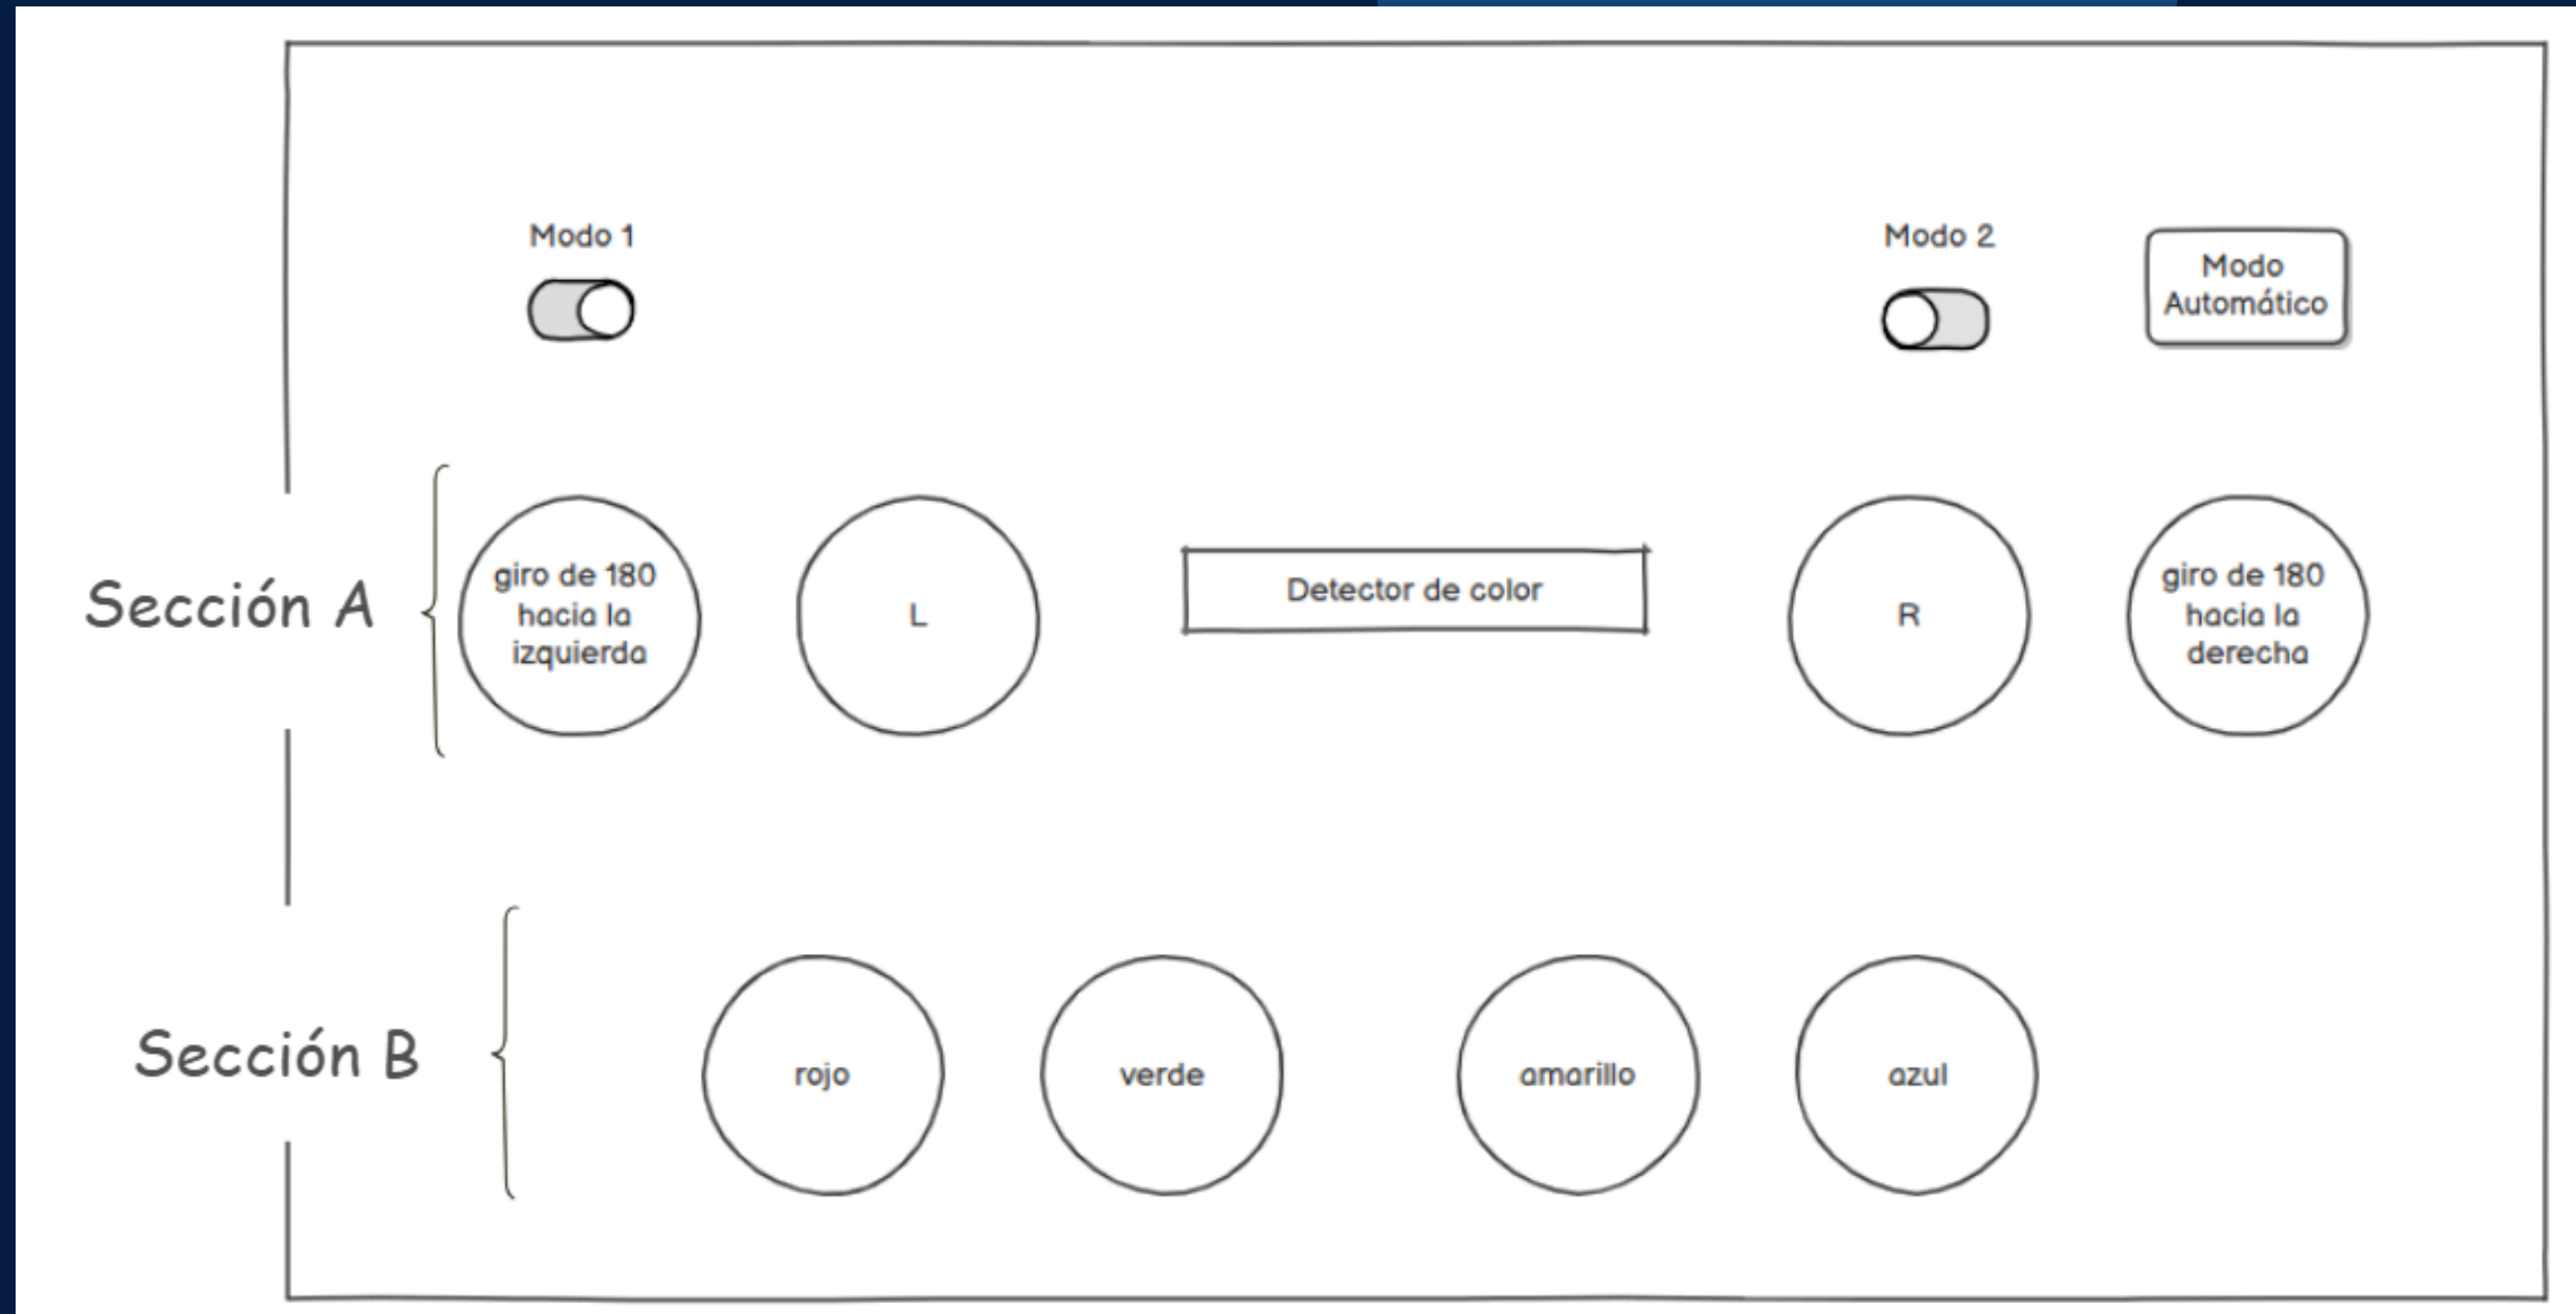 Modo 1
Modo 2
Modo
Automático
Sección A
giro de 180
hacia la
izquierda
L
Detector de color
R
giro de 180
hacia la
derecha
Sección B
rojo
verde
amarillo
azul